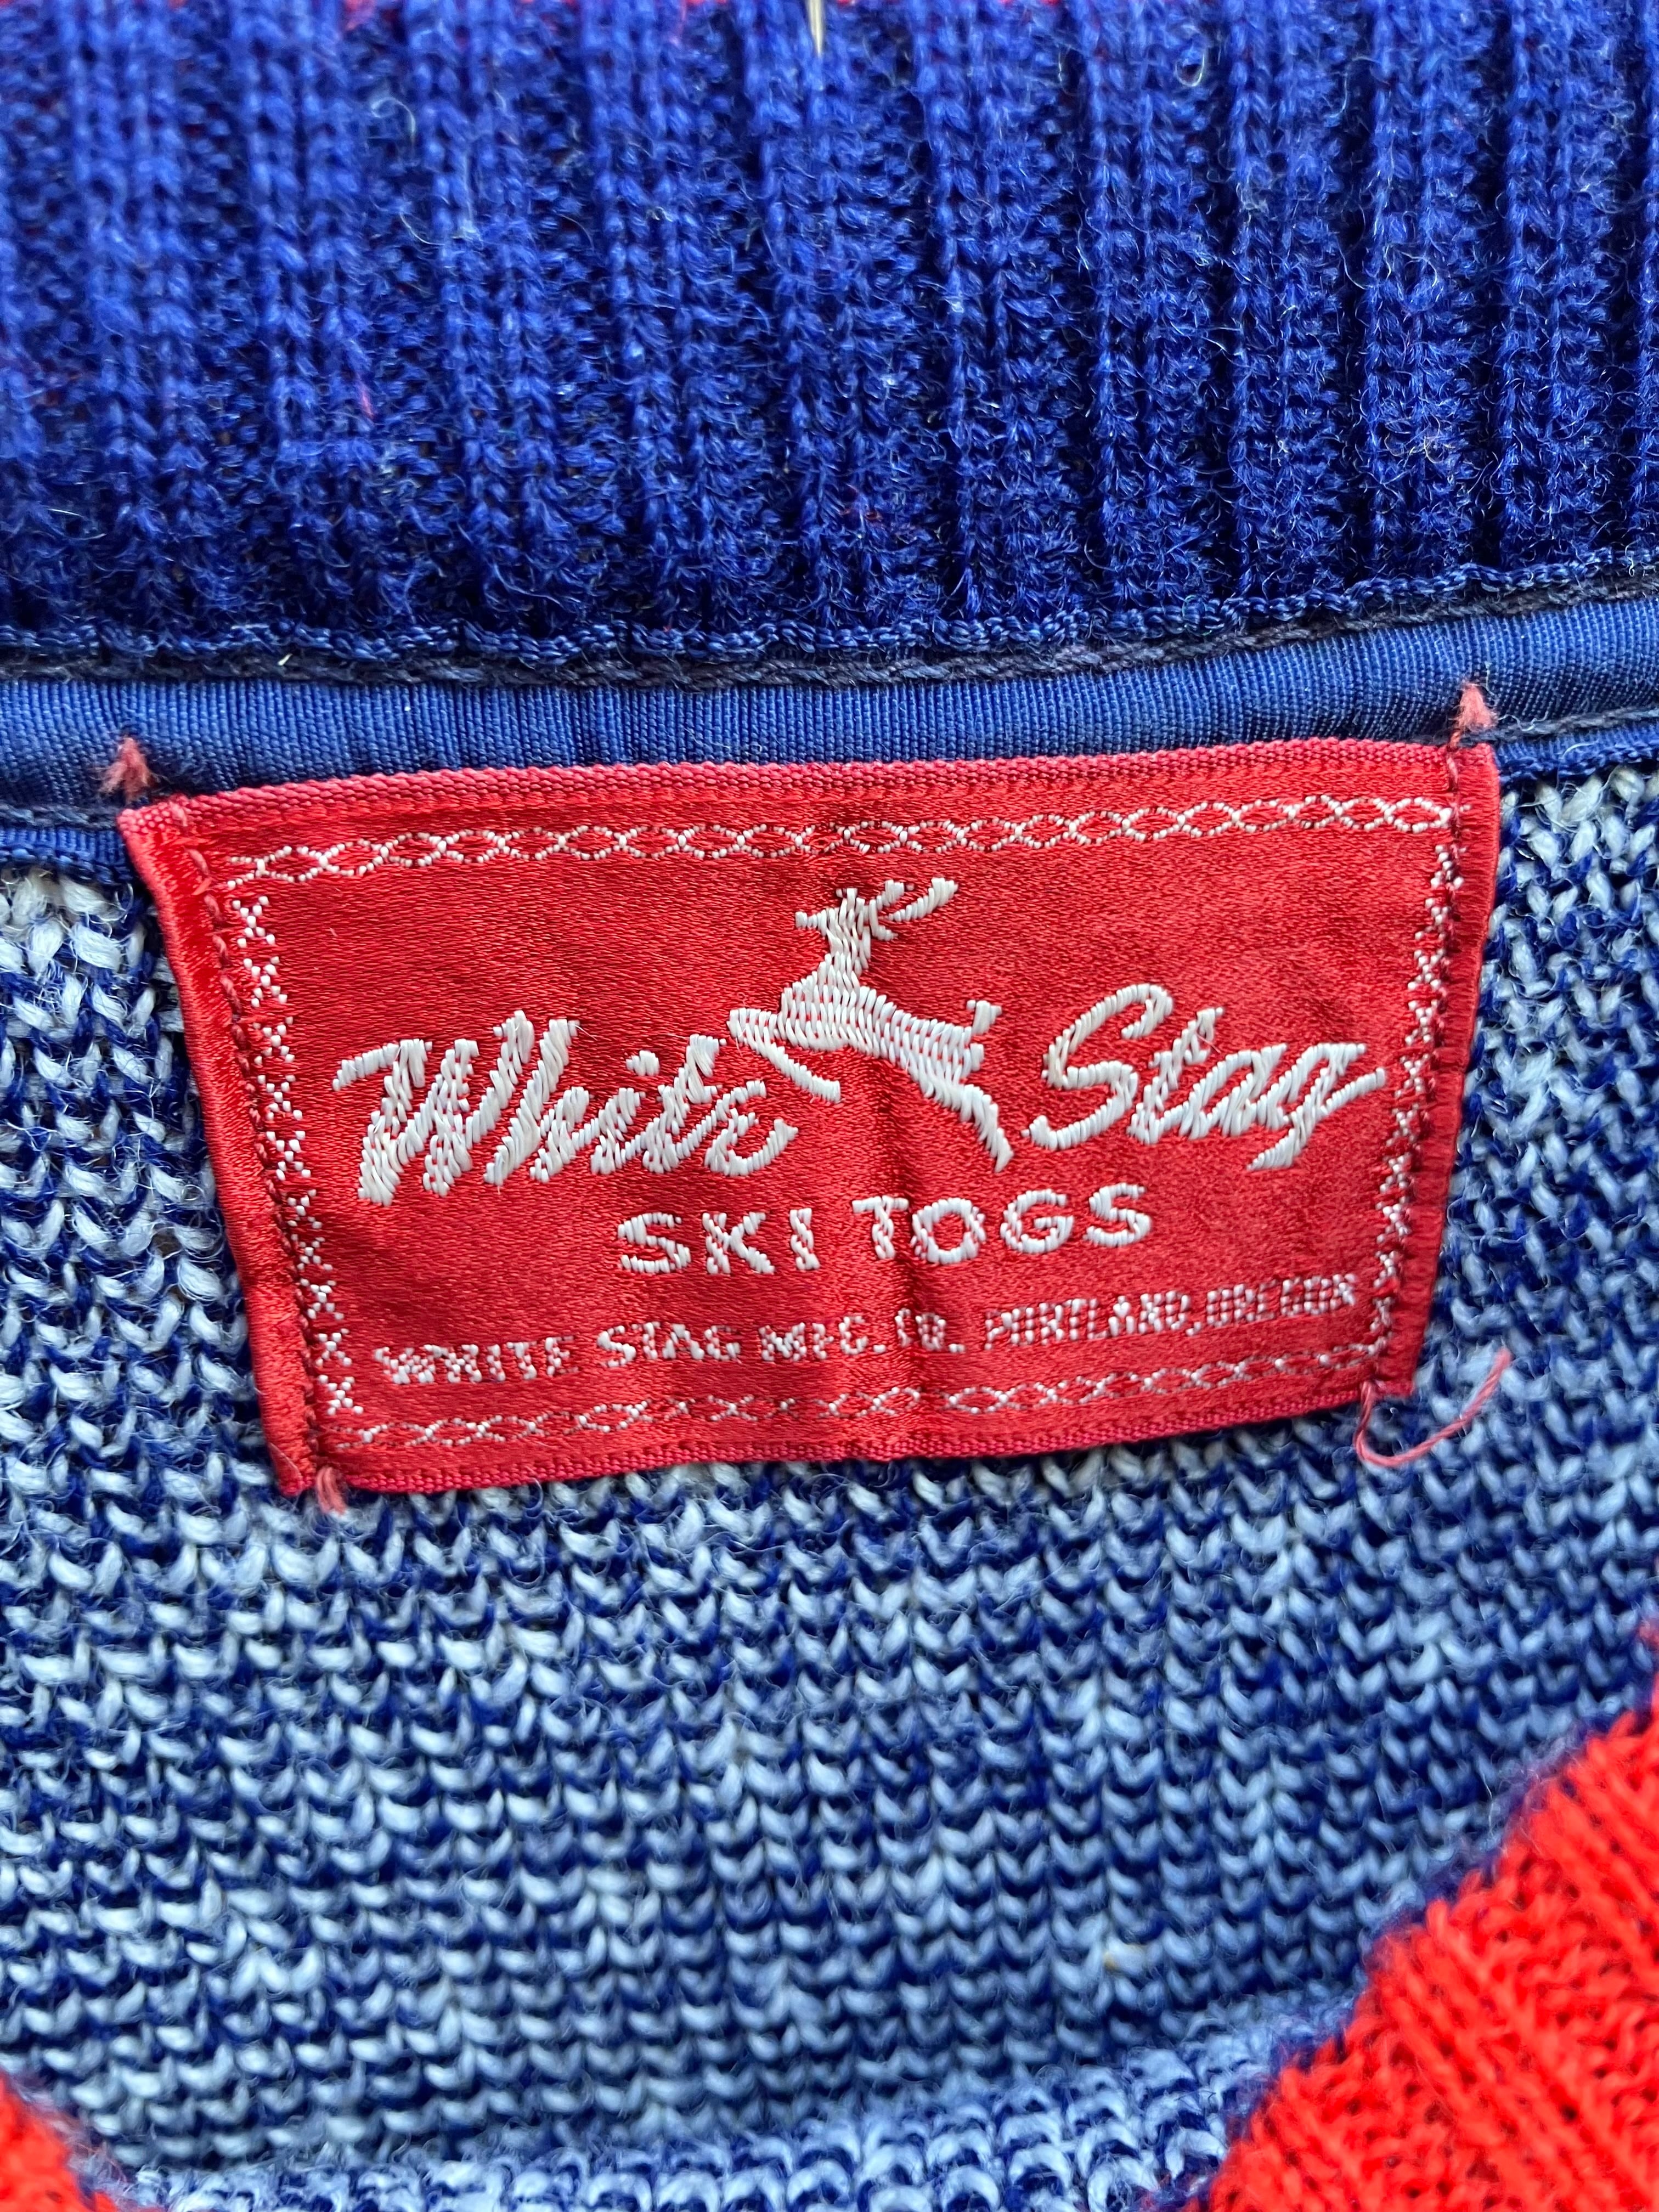 White Stag
SKI TOGS
WHITE STAG MFG. CO. PORTLAND, OREGON